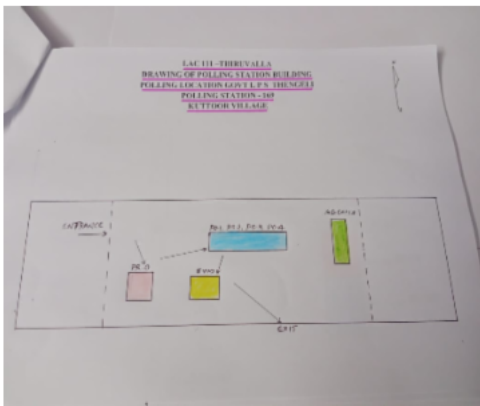 LAC 111 -THIRUVALLA
DRAWING OF POLLING STATION BUILDING
POLLING LOCATION GOVT L P S THENGELI
POLLING STATION - 169
KUTTOOR VILLAGE
ENTRANCE
AGENTS
EXIT